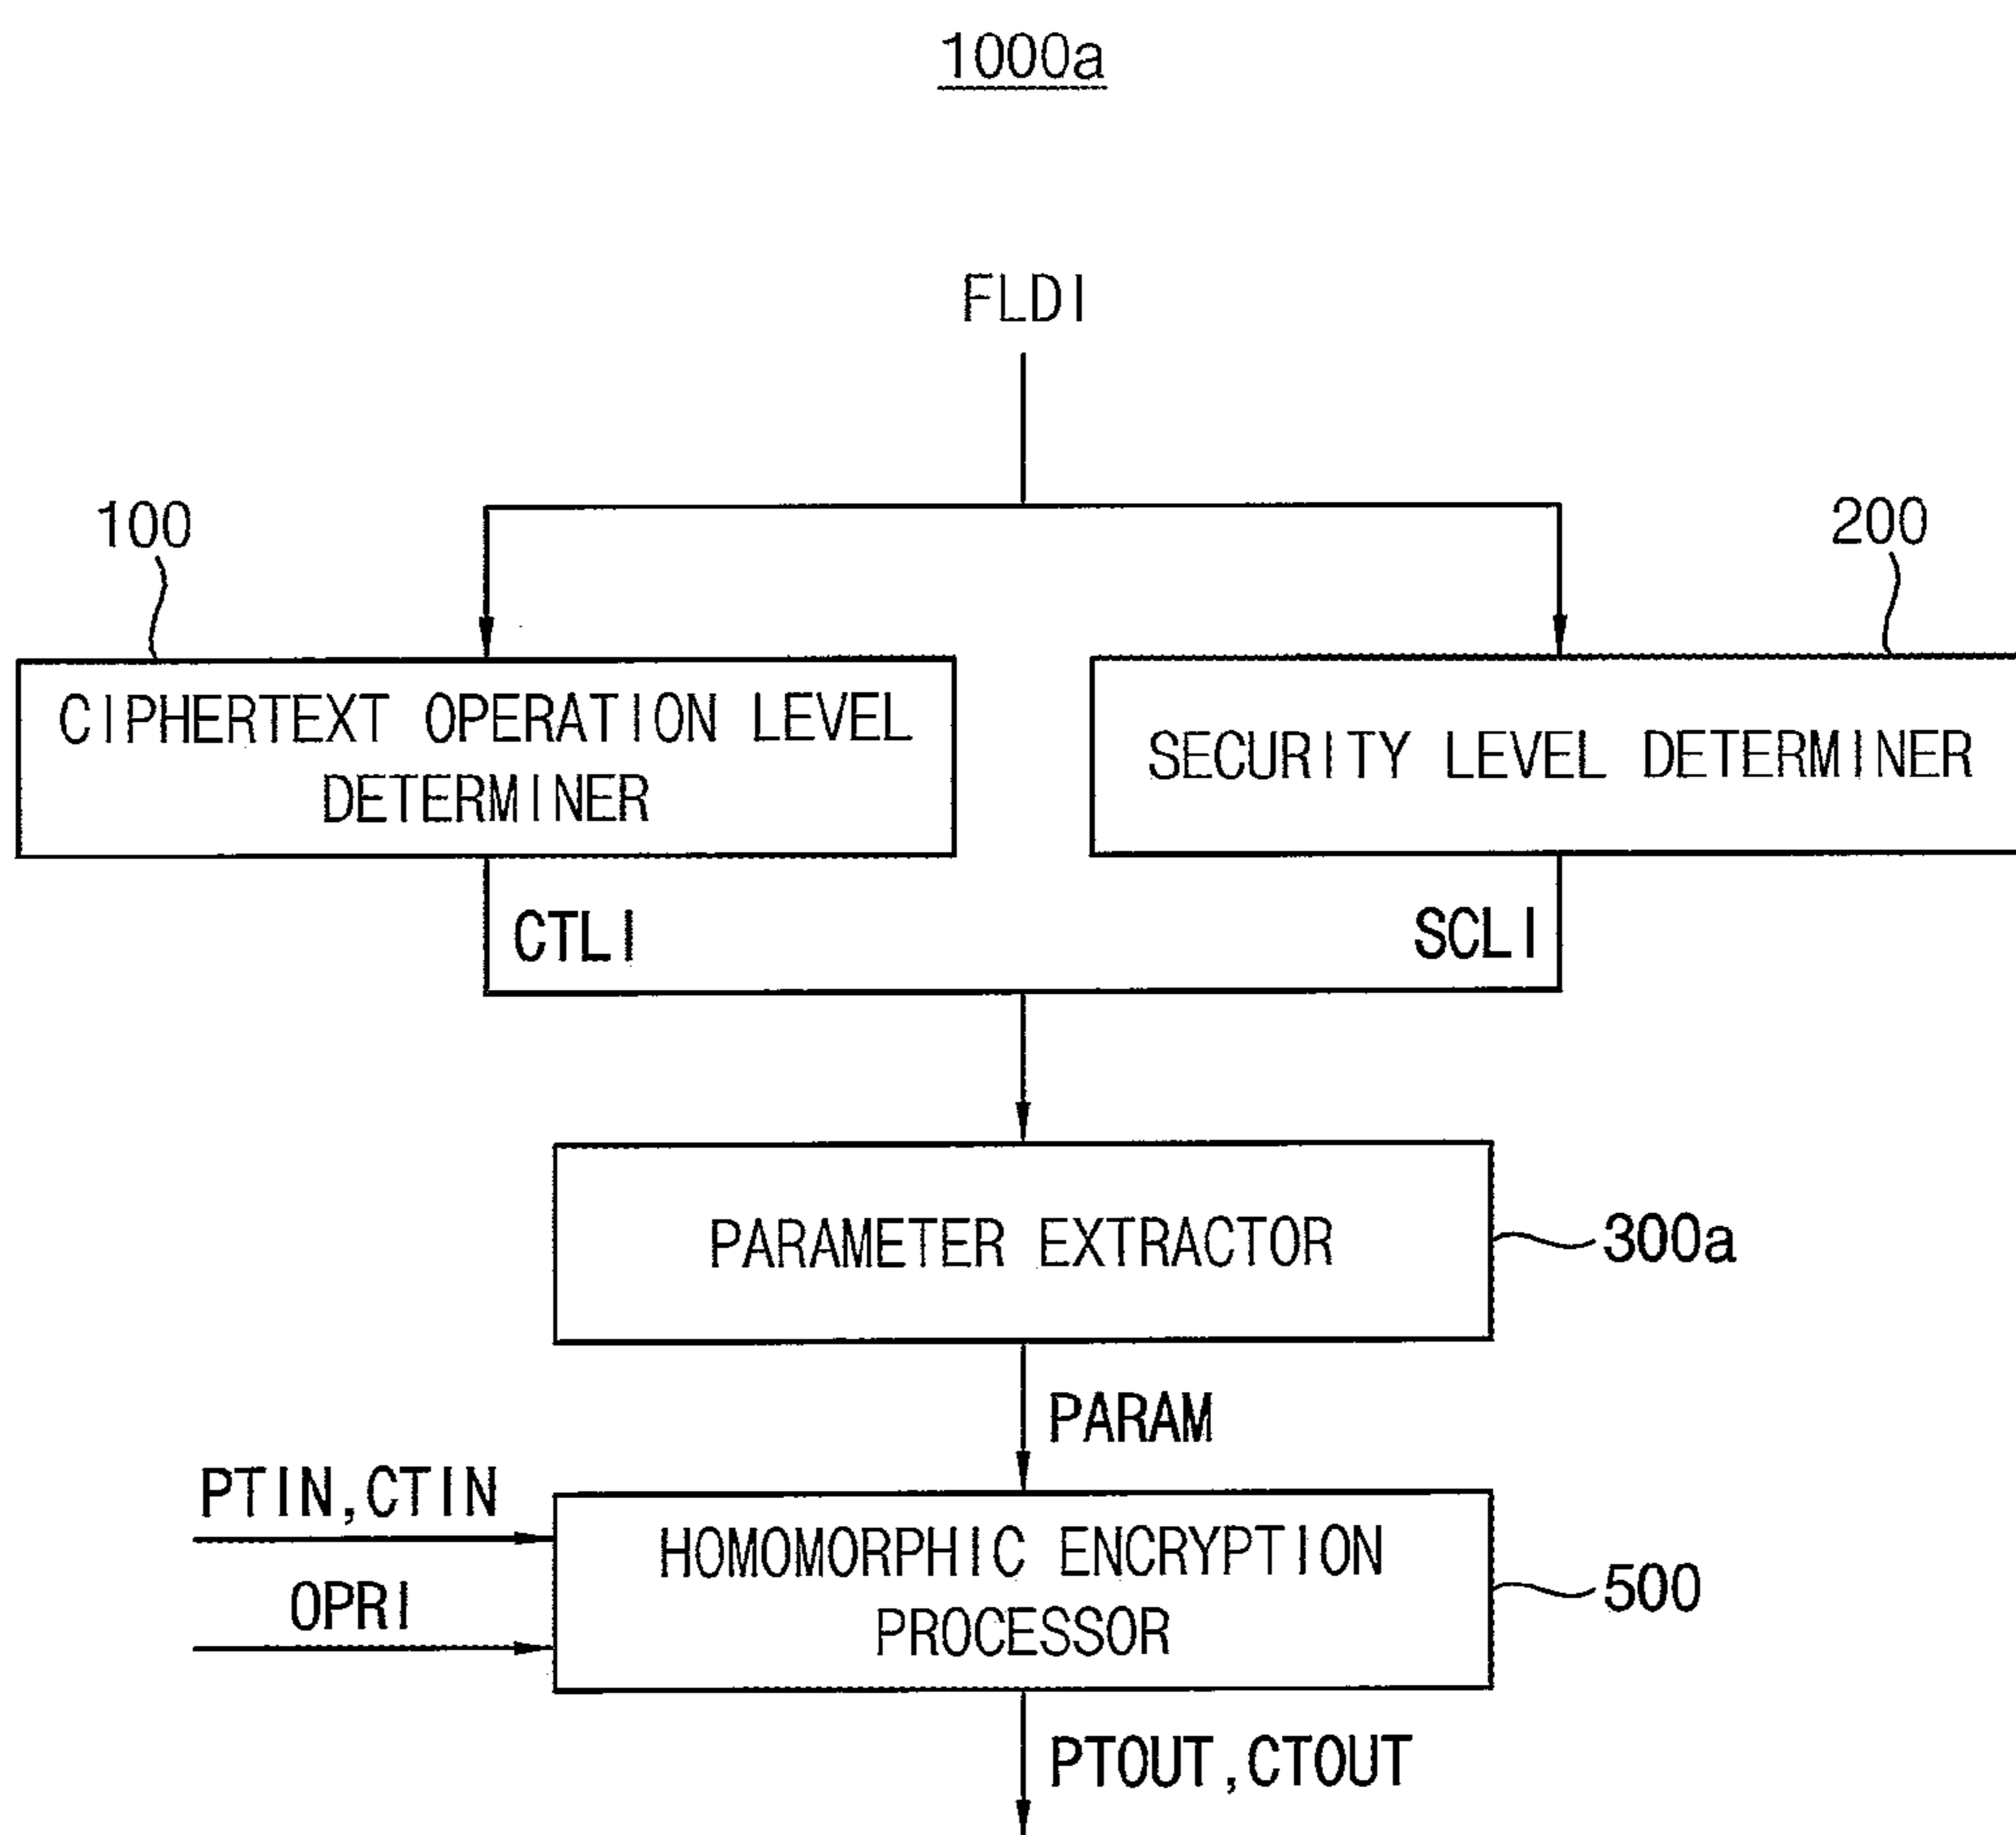 1000a
FLDI
100
200
CIPHERTEXT OPERATION LEVEL
DETERMINER
SECURITY LEVEL DETERMINER
CTLI
SCLI
PARAMETER EXTRACTOR
300a
PARAM
PTIN,CTIN
OPRI
HOMOMORPHIC ENCRYPTION
PROCESSOR
500
PTOUT,CTOUT